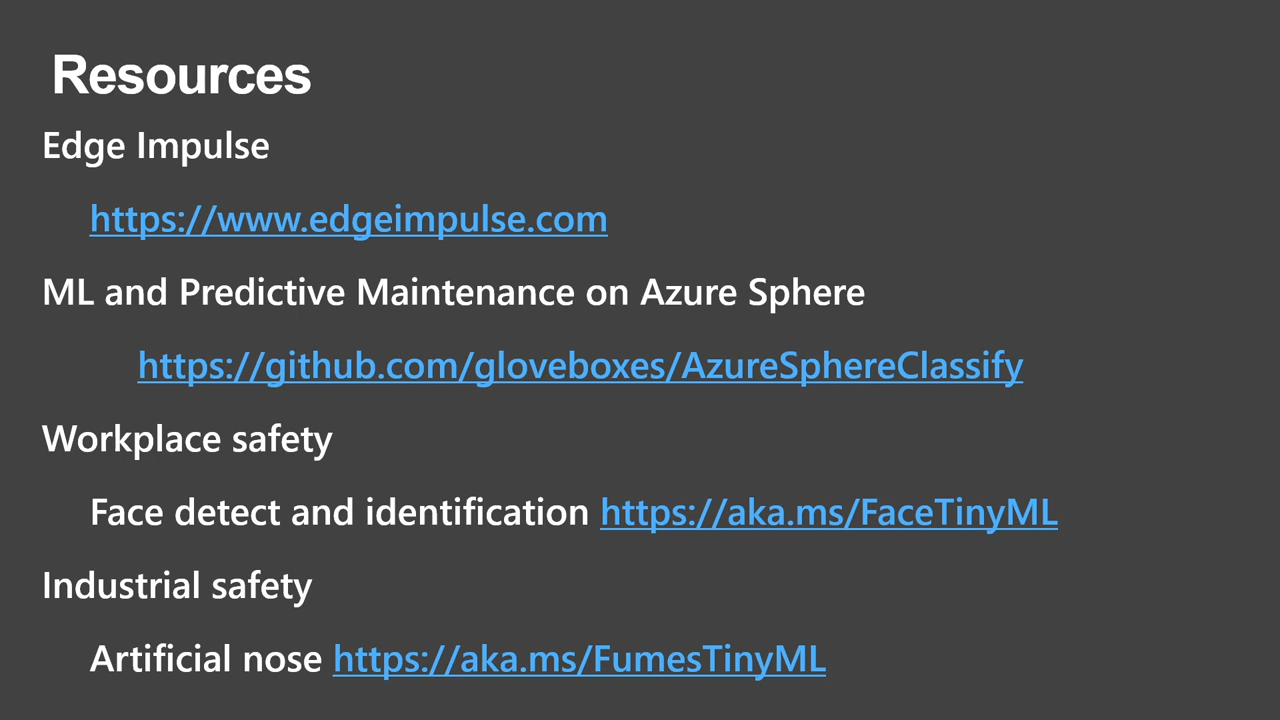 Resources
Edge Impulse
https://www.edgeimpulse.com
ML and Predictive Maintenance on Azure Sphere
https://github.com/gloveboxes/AzureSphereClassify
Workplace safety
Face detect and identification https://aka.ms/FaceTinyML
Industrial safety
Artificial nose https://aka.ms/FumesTinyML